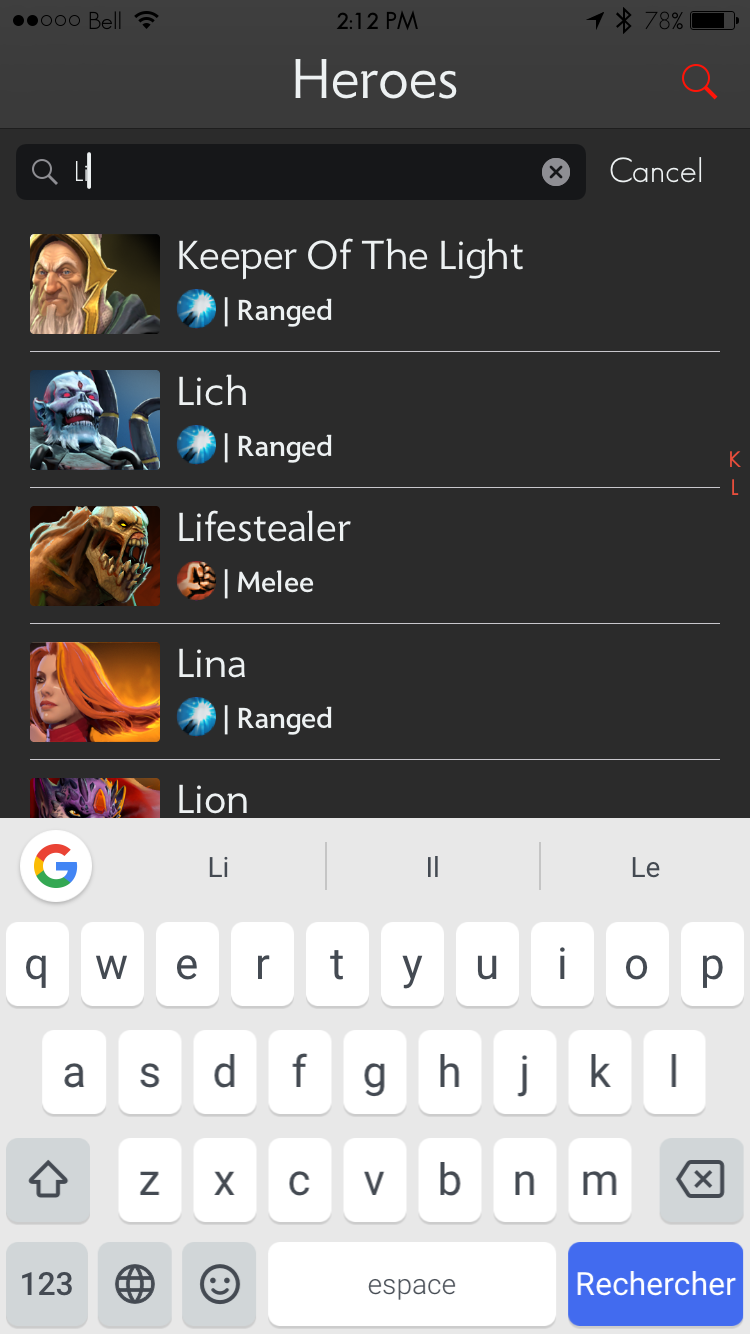 Bell 2:12 PM 78%
Heroes
Li Cancel
Keeper Of The Light
| Ranged
Lich
| Ranged
K
L
Lifestealer
| Melee
Lina
| Ranged
Lion
G Li Il Le
q w e r t y u i o p
a s d f g h j k l
z x c v b n m
123 espace Rechercher